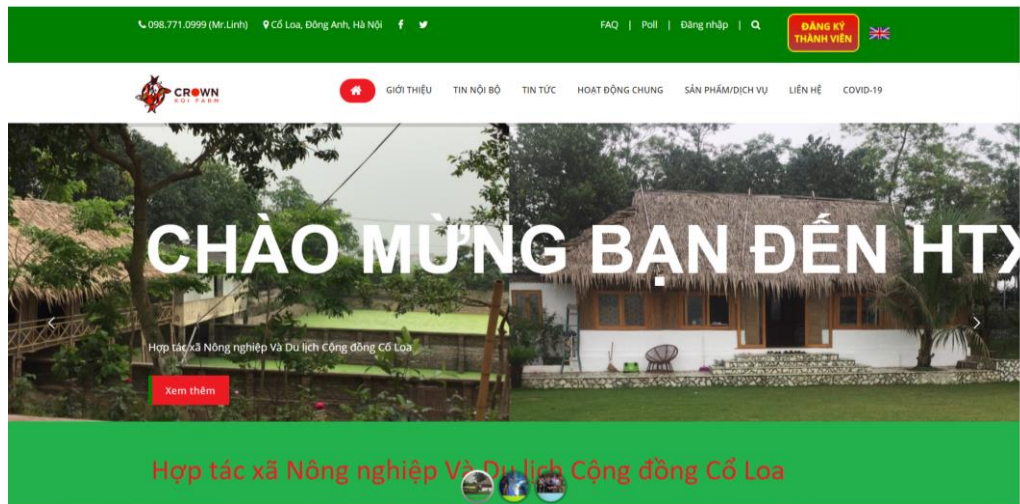 098.771.0999 (Mr.Linh) Cổ Loa, Đông Anh, Hà Nội
FAQ | Poll | Đăng nhập |
ĐĂNG KÝ
THÀNH VIÊN
CROWN
KOI FARM
GIỚI THIỆU TIN NỘI BỘ TIN TỨC HOẠT ĐỘNG CHUNG SẢN PHẨM/DỊCH VỤ LIÊN HỆ COVID-19
CHÀO MỪNG BẠN ĐẾN HTX
Hợp tác xã Nông nghiệp Và Du lịch Cộng đồng Cổ Loa
Xem thêm
Hợp tác xã Nông nghiệp Và Du lịch Cộng đồng Cổ Loa